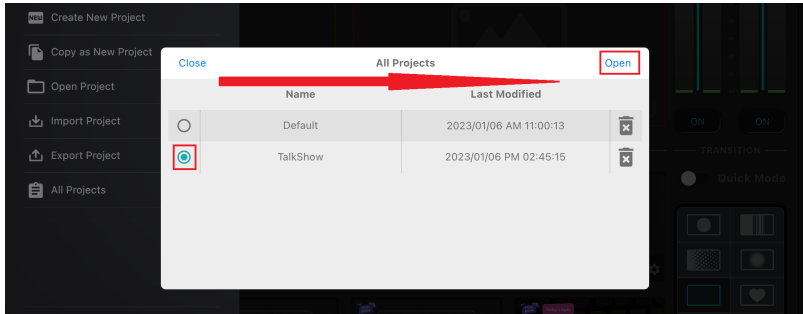 NEW Create New Project
Copy as New Project
Open Project
Import Project
Export Project
All Projects
Close All Projects Open
Name Last Modified
Default 2023/01/06 AM 11:00:13
TalkShow 2023/01/06 PM 02:45:15
ON ON
TRANSITION
Quick Mode